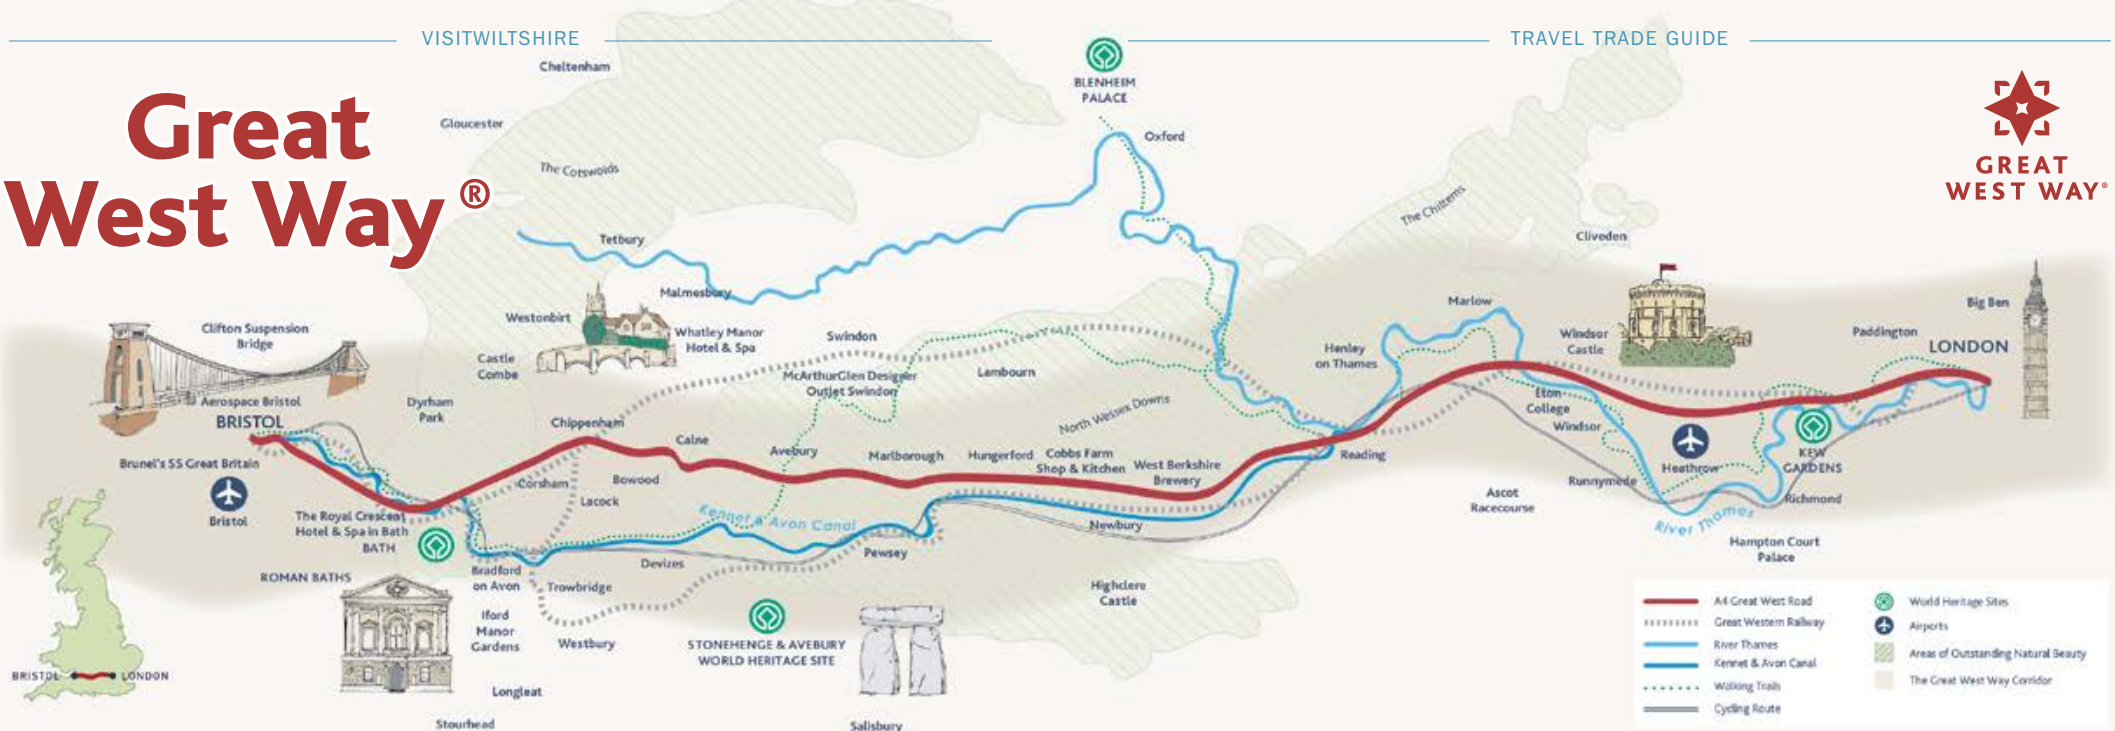 VISITWILTSHIRE
TRAVEL TRADE GUIDE
Great
West Way®
GREAT
WEST WAY®
Cheltenham
Gloucester
The Cotswolds
BLENHEIM
PALACE
Oxford
The Chilterns
Cliveden
Tetbury
Malmesbury
Westonbirt
Whatley Manor
Hotel & Spa
Castle
Combe
Swindon
McArthurGlen Designer
Outlet Swindon
Lambourn
North Wessex Downs
Henley
on Thames
Marlow
Windsor
Castle
Paddington
Big Ben
LONDON
Clifton Suspension
Bridge
Aerospace Bristol
BRISTOL
Brunel's SS Great Britain
Bristol
Dyrham
Park
Chippenham
Calne
Corsham
Bowood
Lacock
Avebury
Marlborough
Hungerford
Cobbs Farm
Shop & Kitchen
West Berkshire
Brewery
Reading
Eton
College
Windsor
Heathrow
KEW
GARDENS
Runnymede
Richmond
Ascot
Racecourse
River Thames
Hampton Court
Palace
The Royal Crescent
Hotel & Spa in Bath
BATH
ROMAN BATHS
Kennet & Avon Canal
Newbury
Pewsey
Devizes
Bradford
on Avon
Trowbridge
Iford
Manor
Gardens
Westbury
Longleat
Stourhead
STONEHENGE & AVEBURY
WORLD HERITAGE SITE
Salisbury
Highclere
Castle
BRISTOL
LONDON
A4 Great West Road
Great Western Railway
River Thames
Kennet & Avon Canal
Walking Trails
Cycling Route
World Heritage Sites
Airports
Areas of Outstanding Natural Beauty
The Great West Way Corridor